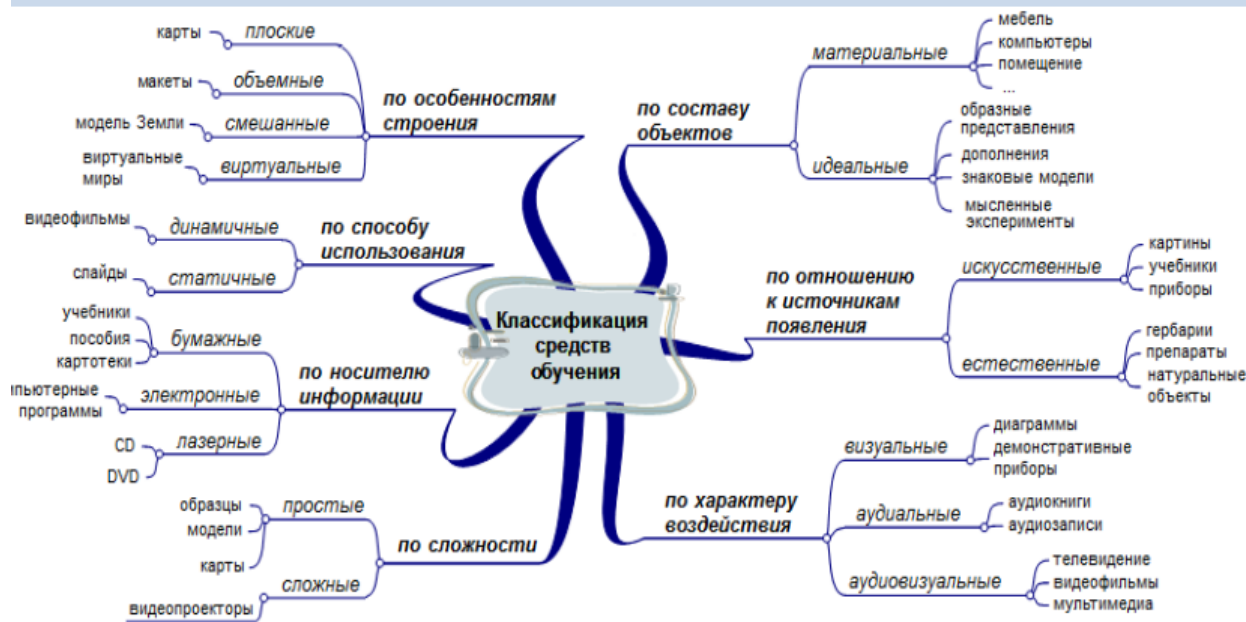 Классификация
средств
обучения
по особенностям
строения
плоские
карты
объемные
макеты
смешанные
модель Земли
виртуальные
виртуальные
миры
по способу
использования
динамичные
видеофильмы
статичные
слайды
по носителю
информации
бумажные
учебники
пособия
картотеки
электронные
пьютерные
программы
лазерные
CD
DVD
по сложности
простые
образцы
модели
карты
сложные
видеопроекторы
по составу
объектов
материальные
мебель
компьютеры
помещение
...
идеальные
образные
представления
дополнения
знаковые модели
мысленные
эксперименты
по отношению
к источникам
появления
искусственные
картины
учебники
приборы
естественные
гербарии
препараты
натуральные
объекты
по характеру
воздействия
визуальные
диаграммы
демонстративные
приборы
аудиальные
аудиокниги
аудиозаписи
аудиовизуальные
телевидение
видеофильмы
мультимедиа